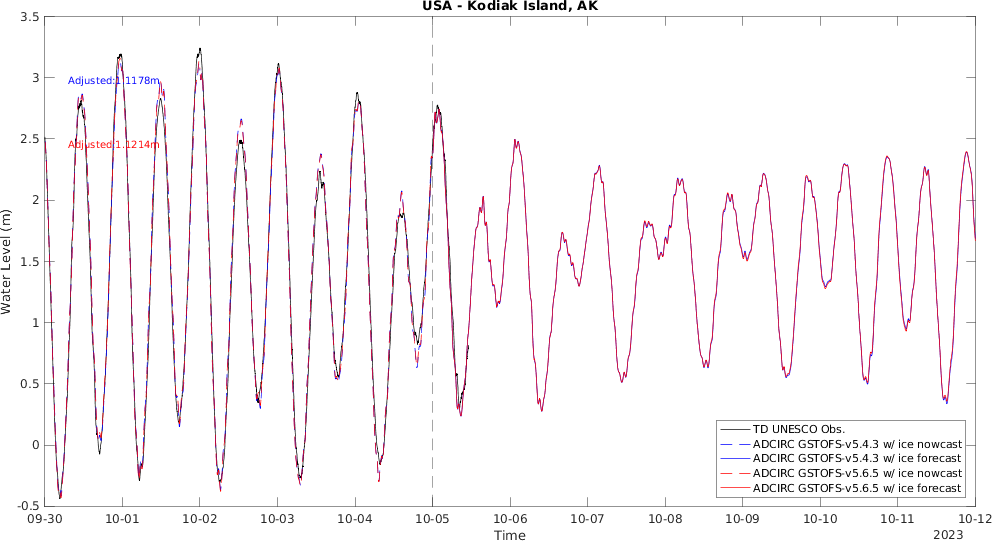 USA - Kodiak Island, AK
3.5
3
2.5
2
1.5
1
0.5
0
-0.5
Water Level (m)
Adjusted:1.1178m
Adjusted:1.1214m
TD UNESCO Obs.
ADCIRC GSTOFS-v5.4.3 w/ ice nowcast
ADCIRC GSTOFS-v5.4.3 w/ ice forecast
ADCIRC GSTOFS-v5.6.5 w/ ice nowcast
ADCIRC GSTOFS-v5.6.5 w/ ice forecast
09-30 10-01 10-02 10-03 10-04 10-05 10-06 10-07 10-08 10-09 10-10 10-11 10-12
Time
2023